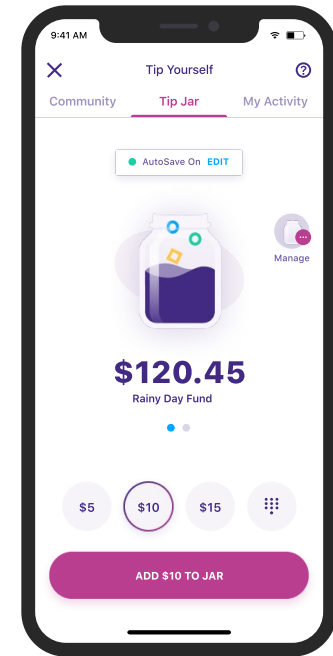 9:41 AM
Tip Yourself
Community Tip Jar My Activity
AutoSave On EDIT
Manage
$120.45
Rainy Day Fund
$5 $10 $15
ADD $10 TO JAR